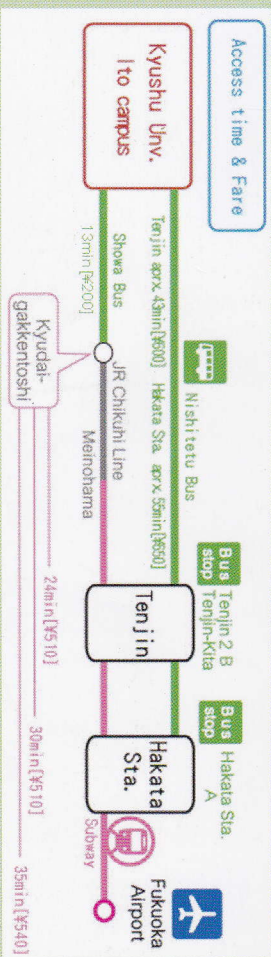 Access time & Fare
Kyushu Unv.
Ito campus
Nishitetu Bus
Tenjin aprx. 43min[¥600]
Hakata Sta. aprx. 55min[¥650]
Bus
stop
Tenjin 2 B
Tenjin-Kita
Bus
stop
Hakata Sta.
A
Showa Bus
13min[¥200]
JR Chikuhi Line
Meinohama
Kyudai-
gakkentoshi
Tenjin
Hakata
Sta.
Subway
Fukuoka
Airport
24min[¥510]
30min[¥510]
35min[¥540]